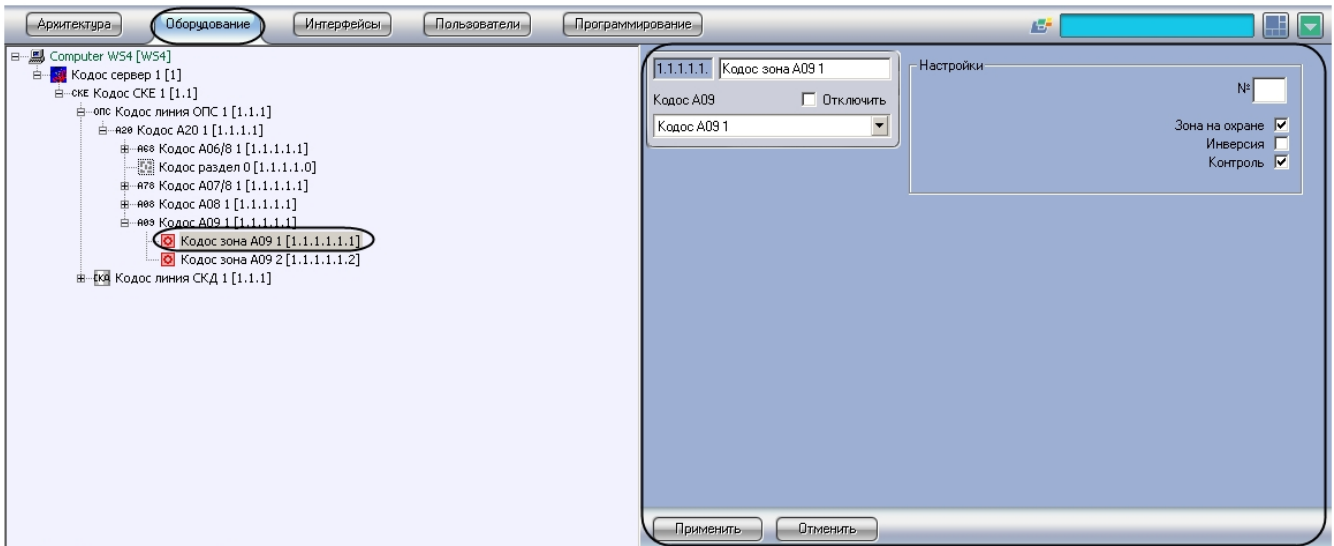 Архитектура
Оборудование
Интерфейсы
Пользователи
Программирование
Computer WS4 [WS4]
Кодос сервер 1 [1]
СКЕ Кодос СКЕ 1 [1.1]
ОПС Кодос линия ОПС 1 [1.1.1]
А20 Кодос А20 1 [1.1.1.1]
А68 Кодос А06/8 1 [1.1.1.1.1]
Кодос раздел 0 [1.1.1.1.0]
А78 Кодос А07/8 1 [1.1.1.1.1]
А08 Кодос А08 1 [1.1.1.1.1]
А09 Кодос А09 1 [1.1.1.1.1]
Кодос зона А09 1 [1.1.1.1.1.1]
Кодос зона А09 2 [1.1.1.1.1.2]
СКД Кодос линия СКД 1 [1.1.1]
1.1.1.1.1. Кодос зона А09 1
Кодос А09 Отключить
Кодос А09 1
Настройки
№
Зона на охране
Инверсия
Контроль
Применить
Отменить